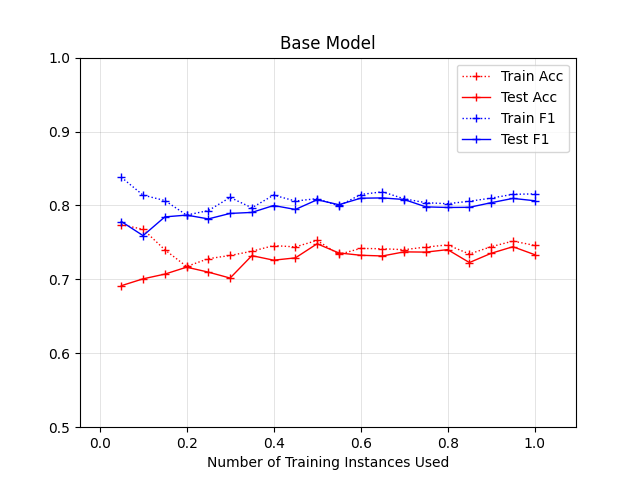 Base Model
1.0
0.9
0.8
0.7
0.6
0.5
Train Acc
Test Acc
Train F1
Test F1
0.0 0.2 0.4 0.6 0.8 1.0
Number of Training Instances Used